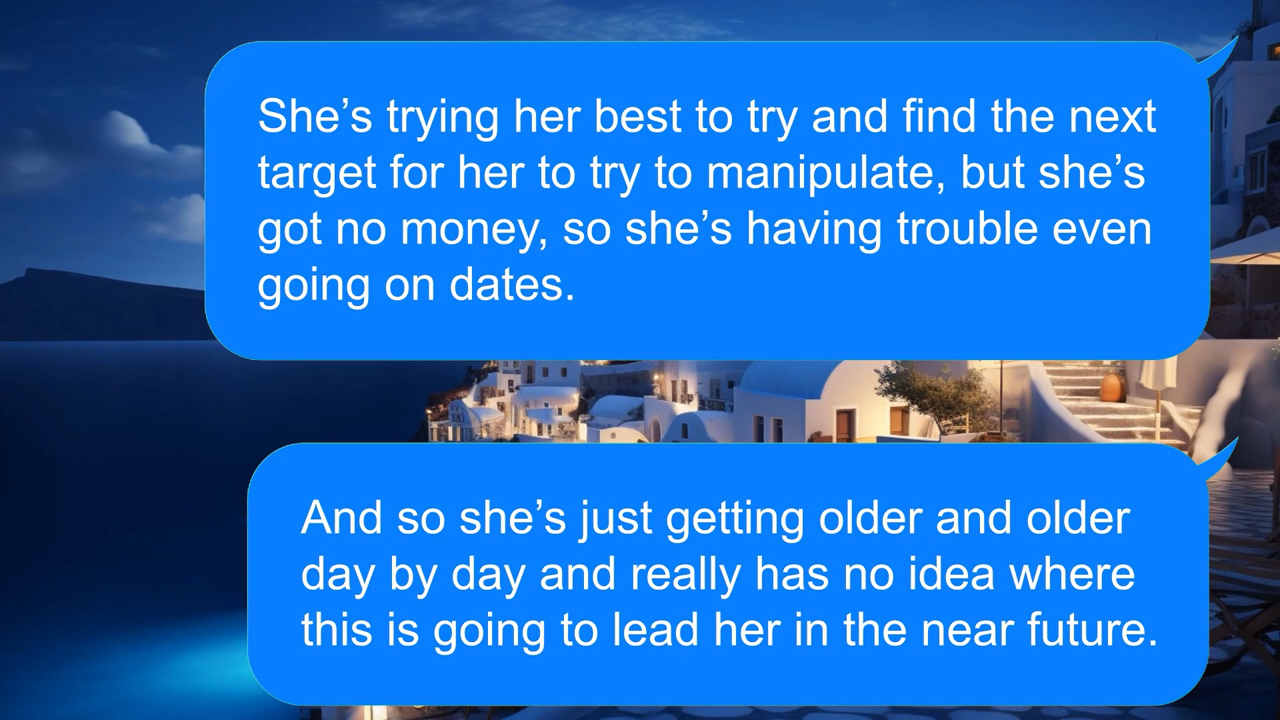 She’s trying her best to try and find the next
target for her to try to manipulate, but she’s
got no money, so she’s having trouble even
going on dates.
And so she’s just getting older and older
day by day and really has no idea where
this is going to lead her in the near future.